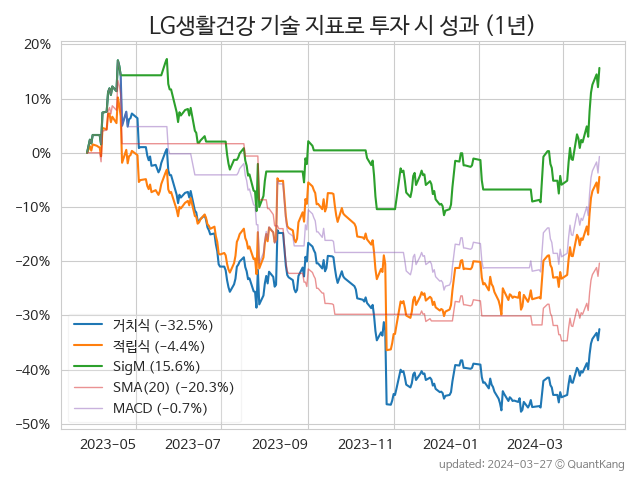 LG생활건강 기술 지표로 투자 시 성과 (1년)
20%
10%
0%
−10%
−20%
−30%
−40%
−50%
거치식 (−32.5%)
적립식 (−4.4%)
SigM (15.6%)
SMA(20) (−20.3%)
MACD (−0.7%)
2023-05 2023-07 2023-09 2023-11 2024-01 2024-03
updated: 2024-03-27 © QuantKang